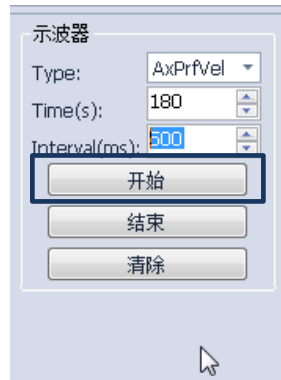 示波器
Type: AxPrfVel
Time(s): 180
Interval(ms): 500
开始
结束
清除